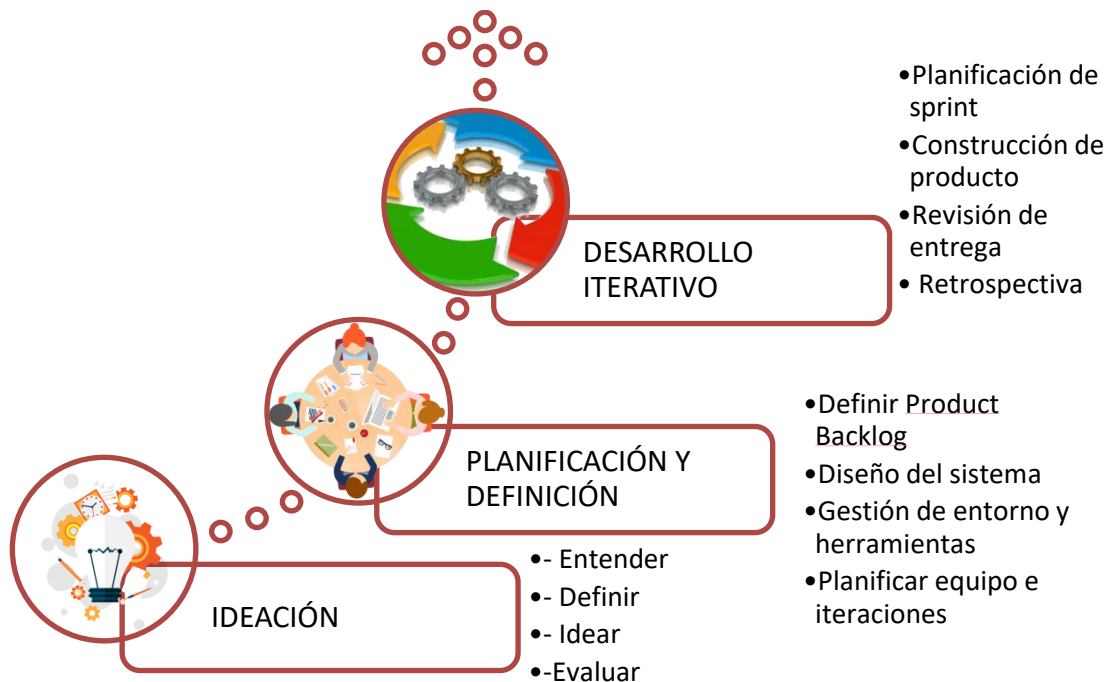 •Planificación de
sprint
•Construcción de
producto
•Revisión de
entrega
• Retrospectiva
DESARROLLO
ITERATIVO
•Definir Product
Backlog
•Diseño del sistema
•Gestión de entorno y
herramientas
•Planificar equipo e
iteraciones
PLANIFICACIÓN Y
DEFINICIÓN
•- Entender
•- Definir
•- Idear
•-Evaluar
IDEACIÓN